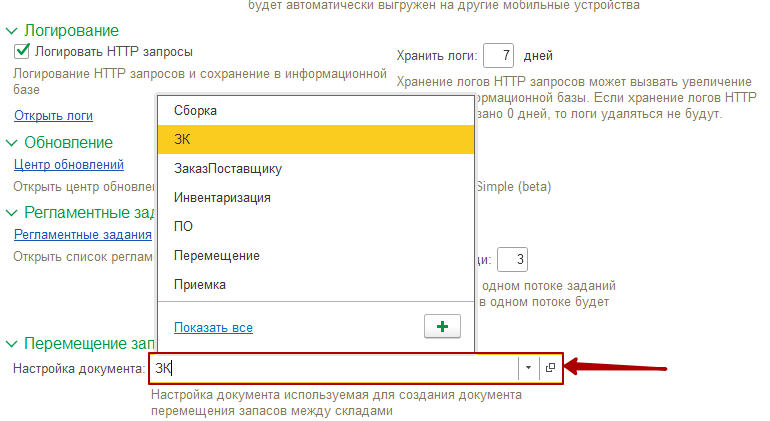 будет автоматически выгружен на другие мобильные устройства
Логирование
Логировать HTTP запросы
Хранить логи: 7 дней
Логирование HTTP запросов и сохранение в информационной
базе
Хранение логов HTTP запросов может вызвать увеличение
формационной базы. Если хранение логов HTTP
зано 0 дней, то логи удаляться не будут.
Открыть логи
Обновление
Центр обновлений
Открыть центр обновле
Simple (beta)
Регламентные зад
Регламентные задания
Открыть список реглам
ди: 3
одном потоке заданий
в одном потоке будет
Сборка
ЗК
ЗаказПоставщику
Инвентаризация
ПО
Перемещение
Приемка
Показать все
Перемещение зап
Настройка документа: ЗК
Настройка документа используемая для создания документа
перемещения запасов между складами